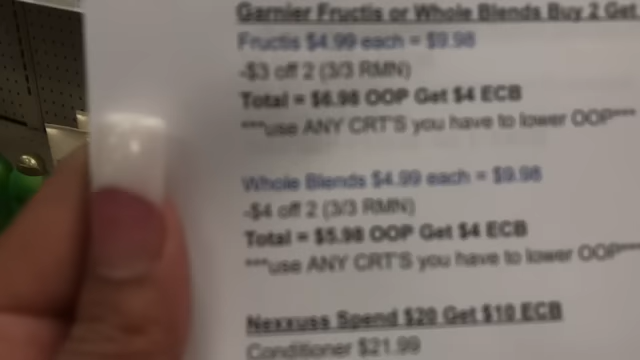 Garnier Fructis or Whole Blends Buy 2 Get
Fructis $4.99 each = $9.98
-$3 off 2 (3/3 RMN)
Total = $6.98 OOP Get $4 ECB
***use ANY CRT'S you have to lower OOP***
Whole Blends $4.99 each = $9.98
-$4 off 2 (3/3 RMN)
Total = $5.98 OOP Get $4 ECB
***use ANY CRT'S you have to lower OOP***
Nexxuss Spend $20 Get $10 ECB
Conditioner $21.99